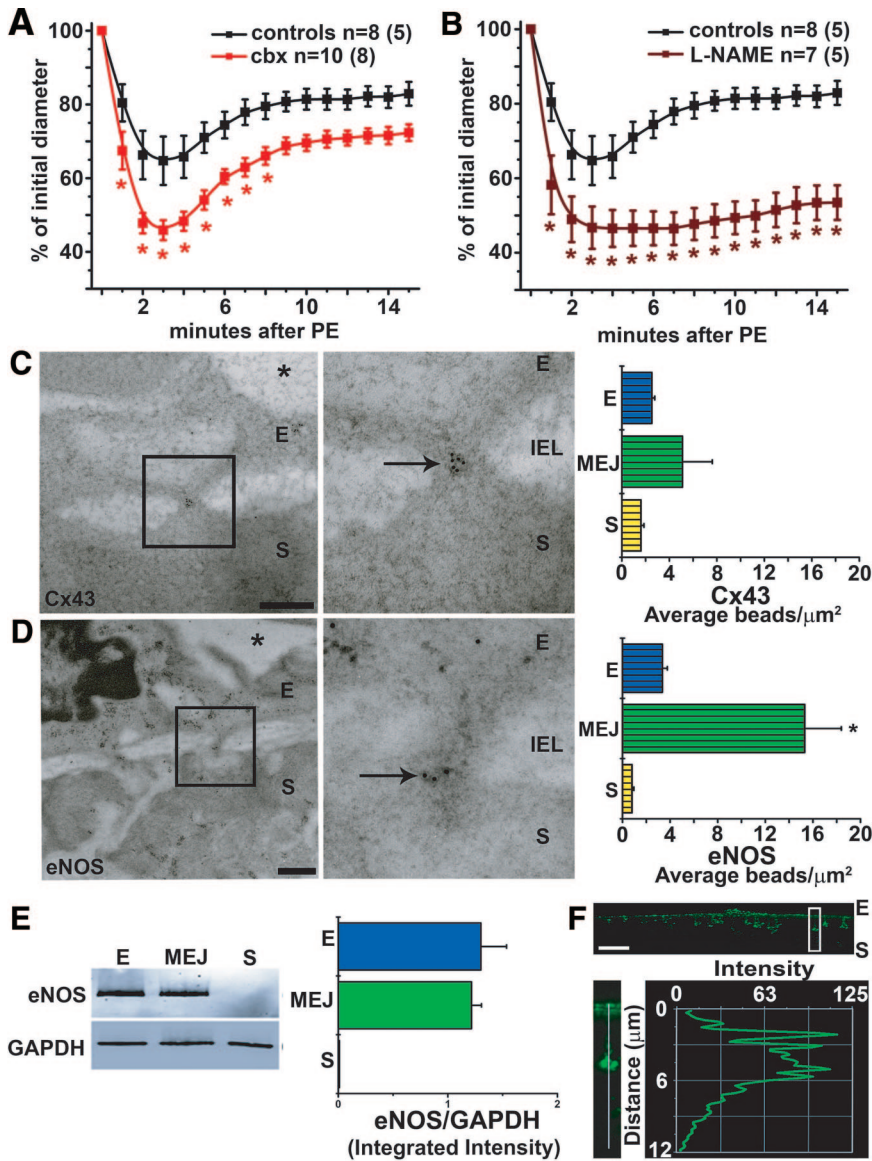 A
controls n=8 (5)
cbx n=10 (8)
% of initial diameter
100
80
60
40
2
6
10
14
minutes after PE
B
controls n=8 (5)
L-NAME n=7 (5)
% of initial diameter
100
80
60
40
2
6
10
14
minutes after PE
C
*
E
S
Cx43
E
IEL
S
E
MEJ
S
0 4 8 12 16 20
Cx43
Average beads/μm²
D
*
E
S
eNOS
E
IEL
S
E
MEJ
S
*
0 4 8 12 16 20
eNOS
Average beads/μm²
E
E MEJ S
eNOS
GAPDH
E
MEJ
S
0 1 2
eNOS/GAPDH
(Integrated Intensity)
F
E
S
Intensity
0 63 125
Distance (μm)
0
6
12